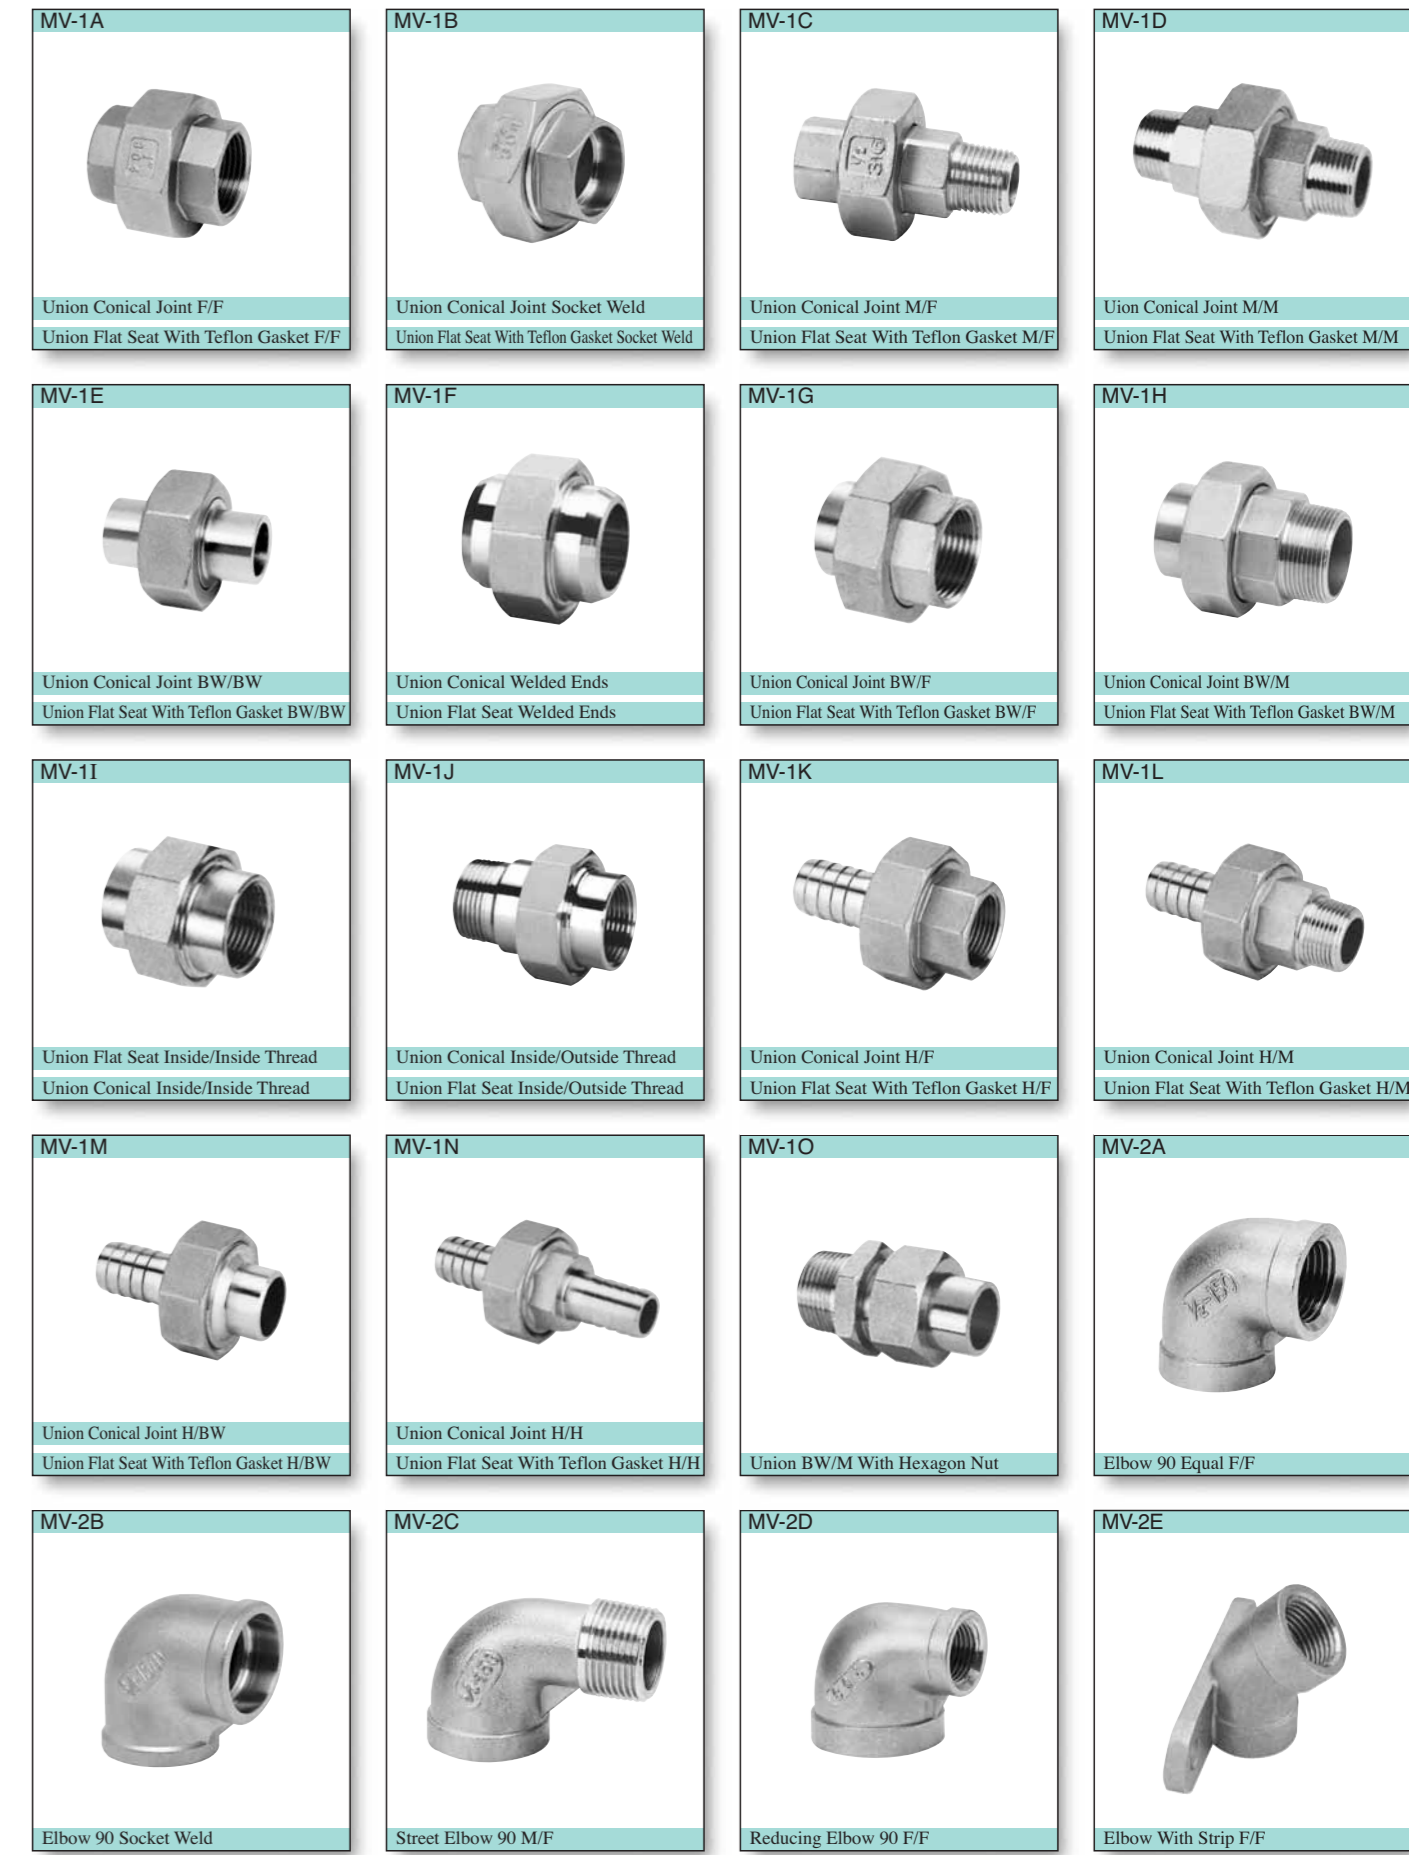 MV-1A
MV-1B
MV-1C
MV-1D
316
Union Conical Joint F/F
Union Conical Joint Socket Weld
Union Conical Joint M/F
Uion Conical Joint M/M
Union Flat Seat With Teflon Gasket F/F
Union Flat Seat With Teflon Gasket Socket Weld
Union Flat Seat With Teflon Gasket M/F
Union Flat Seat With Teflon Gasket M/M
MV-1E
MV-1F
MV-1G
MV-1H
Union Conical Joint BW/BW
Union Conical Welded Ends
Union Conical Joint BW/F
Union Conical Joint BW/M
Union Flat Seat With Teflon Gasket BW/BW
Union Flat Seat Welded Ends
Union Flat Seat With Teflon Gasket BW/F
Union Flat Seat With Teflon Gasket BW/M
MV-1I
MV-1J
MV-1K
MV-1L
Union Flat Seat Inside/Inside Thread
Union Conical Inside/Outside Thread
Union Conical Joint H/F
Union Conical Joint H/M
Union Conical Inside/Inside Thread
Union Flat Seat Inside/Outside Thread
Union Flat Seat With Teflon Gasket H/F
Union Flat Seat With Teflon Gasket H/M
MV-1M
MV-1N
MV-1O
MV-2A
Union Conical Joint H/BW
Union Conical Joint H/H
Union Flat Seat With Teflon Gasket H/BW
Union Flat Seat With Teflon Gasket H/H
Union BW/M With Hexagon Nut
Elbow 90 Equal F/F
MV-2B
MV-2C
MV-2D
MV-2E
Elbow 90 Socket Weld
Street Elbow 90 M/F
Reducing Elbow 90 F/F
Elbow With Strip F/F